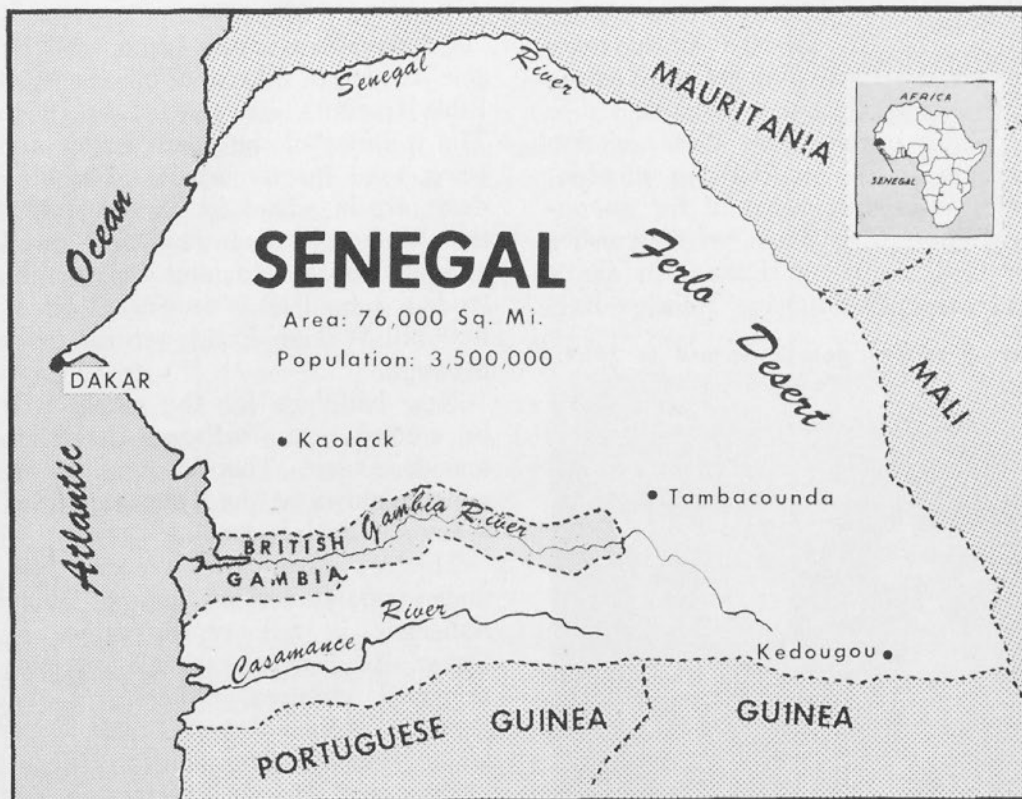 Senegal River
MAURITANIA
AFRICA
SENEGAL
Atlantic Ocean
SENEGAL
Area: 76,000 Sq. Mi.
Population: 3,500,000
Ferlo Desert
MALI
DAKAR
Kaolack
Tambacounda
Gambia River
BRITISH
GAMBIA
Casamance River
Kedougou
PORTUGUESE GUINEA
GUINEA